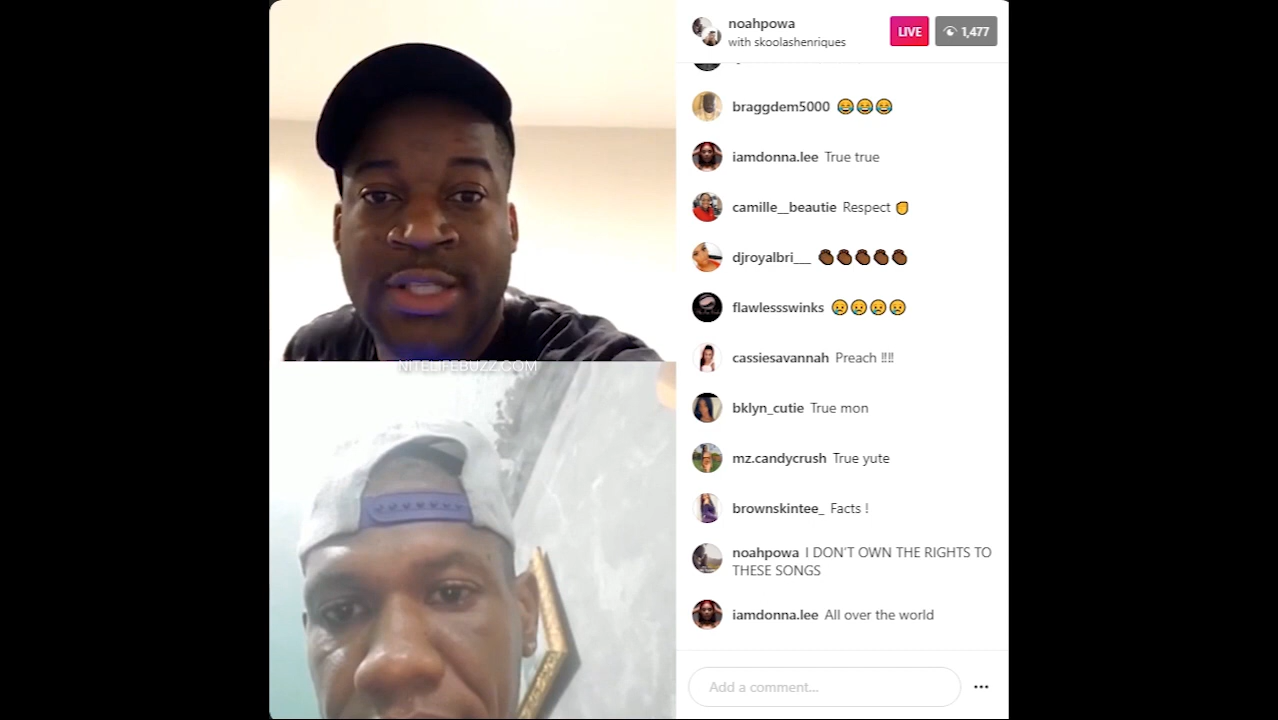 noahpowa
with skoolashenriques
LIVE
1,477
braggdem5000 😂😂😂
iamdonna.lee True true
camille__beautie Respect ✊
djroyalbri___ 👏🏿👏🏿👏🏿👏🏿👏🏿
flawlessswinks 😢😢😢😢
cassiesavannah Preach !!!!
bklyn_cutie True mon
mz.candycrush True yute
brownskintee_ Facts !
noahpowa I DON'T OWN THE RIGHTS TO
THESE SONGS
iamdonna.lee All over the world
Add a comment...
NITELIFEBUZZ.COM